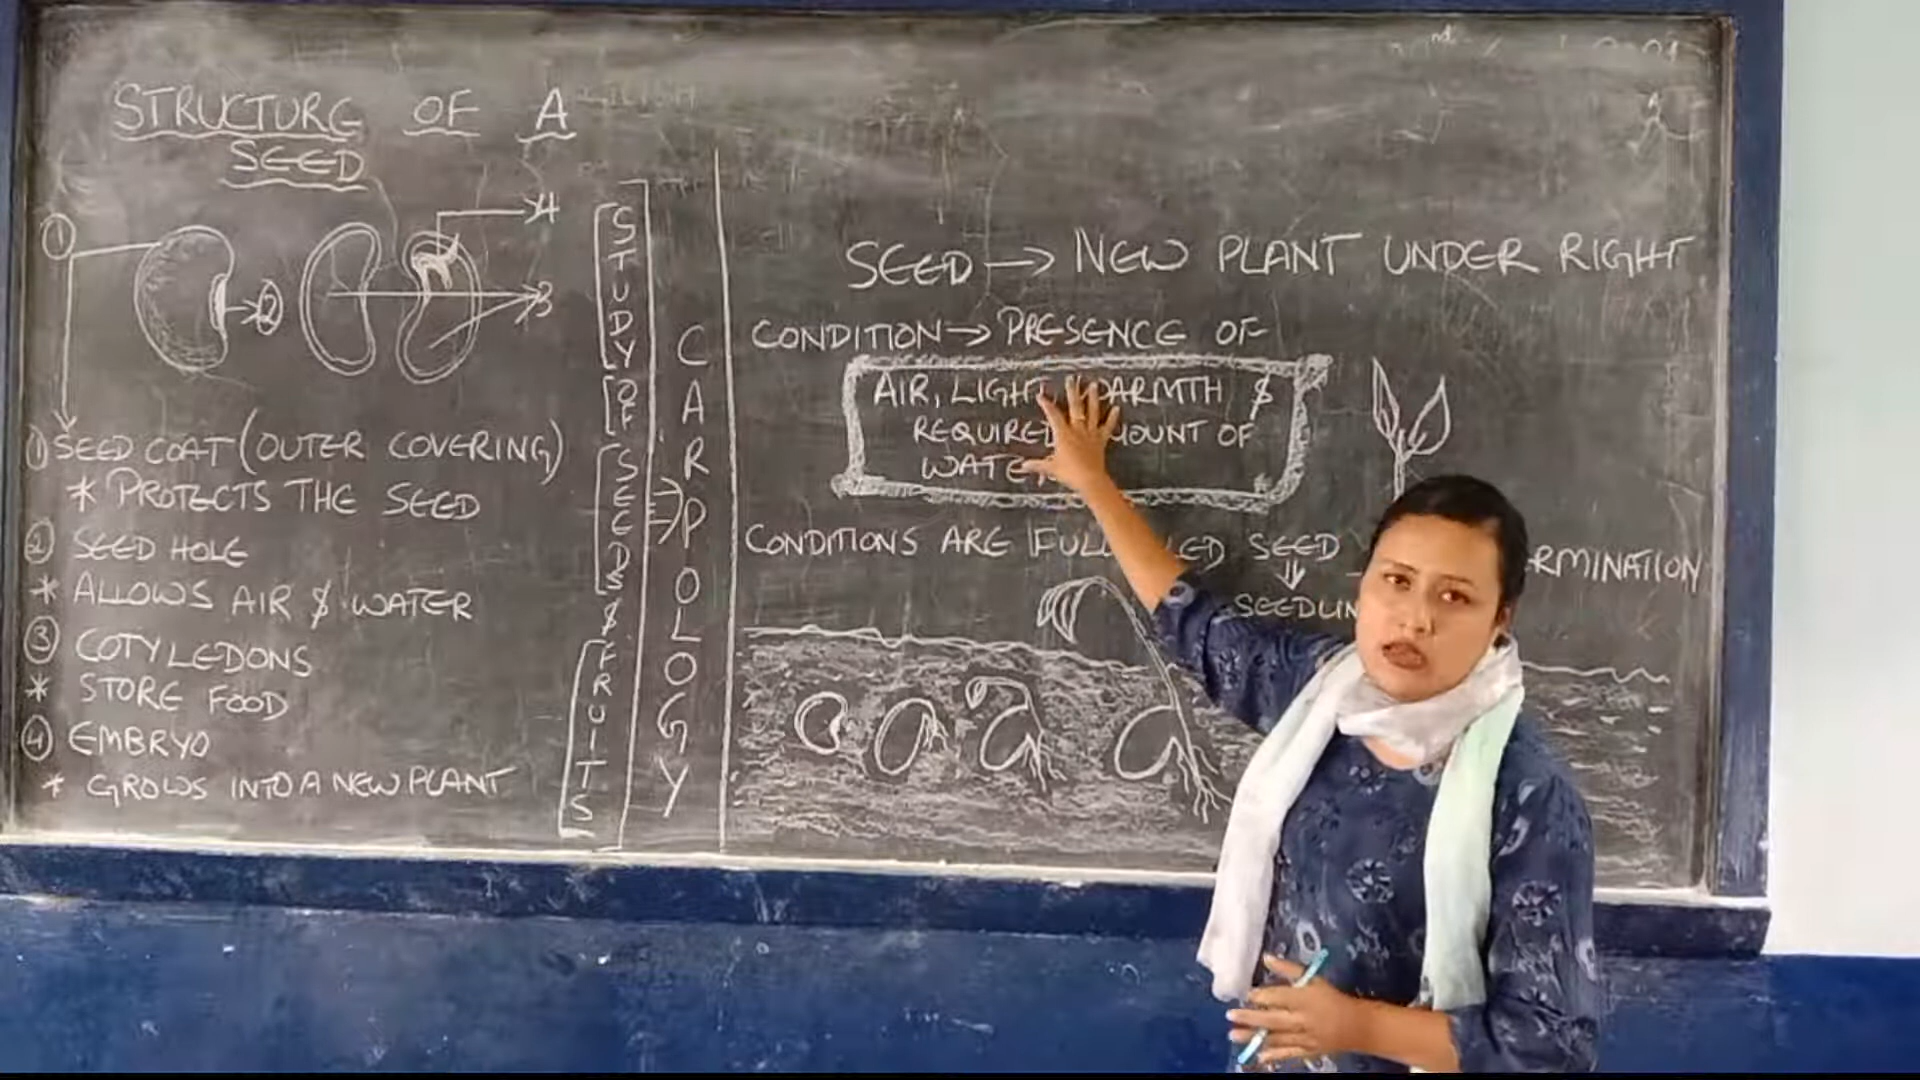 STRUCTURE OF A
SEED
1
2
4
3
1 SEED COAT (OUTER COVERING)
* PROTECTS THE SEED
2 SEED HOLE
* ALLOWS AIR & WATER
3 COTYLEDONS
* STORE FOOD
4 EMBRYO
* GROWS INTO A NEW PLANT
STUDY OF SEEDS & FRUITS
CARPOLOGY
SEED → NEW PLANT UNDER RIGHT
CONDITION → PRESENCE OF
AIR, LIGHT WARMTH &
REQUIRED AMOUNT OF
WATER
CONDITIONS ARE SEED
SEEDLIN
RMINATION